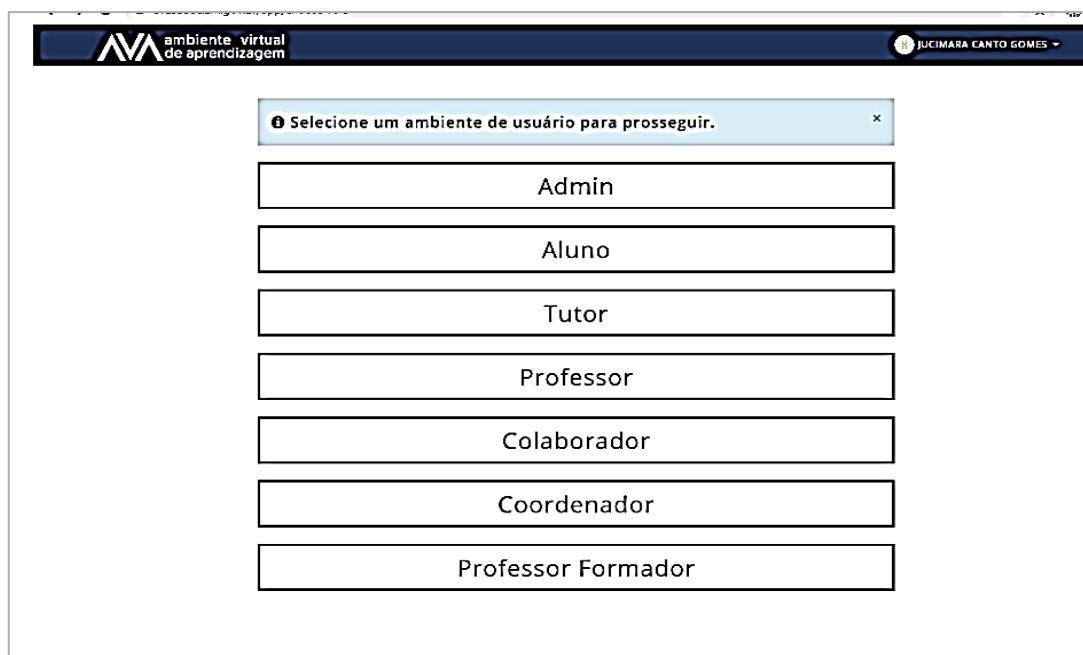 AVA ambiente virtual
de aprendizagem
JUCIMARA CANTO GOMES
Selecione um ambiente de usuário para prosseguir. ×
Admin
Aluno
Tutor
Professor
Colaborador
Coordenador
Professor Formador